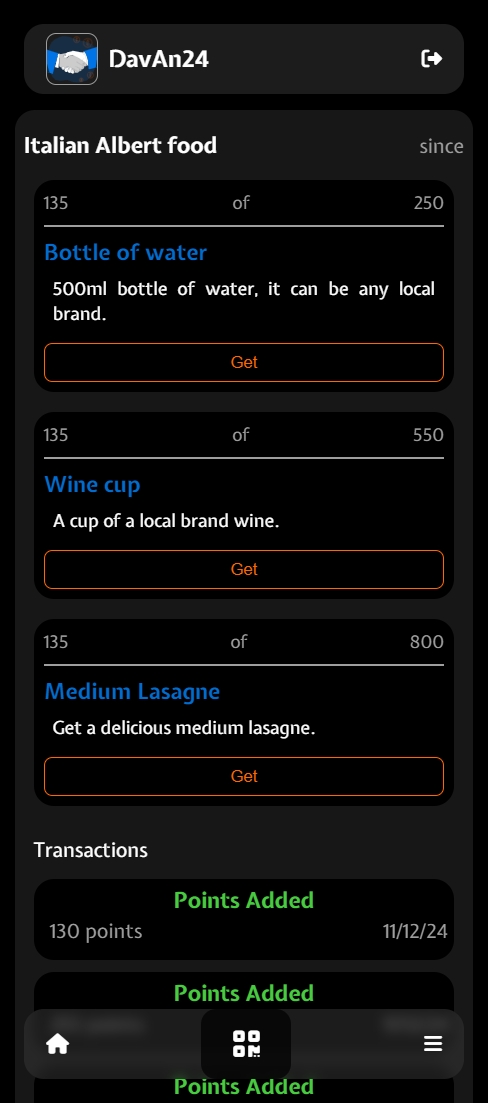 DavAn24
Italian Albert food since
135 of 250
Bottle of water
500ml bottle of water, it can be any local
brand.
Get
135 of 550
Wine cup
A cup of a local brand wine.
Get
135 of 800
Medium Lasagne
Get a delicious medium lasagne.
Get
Transactions
Points Added
130 points 11/12/24
Points Added
Points Added